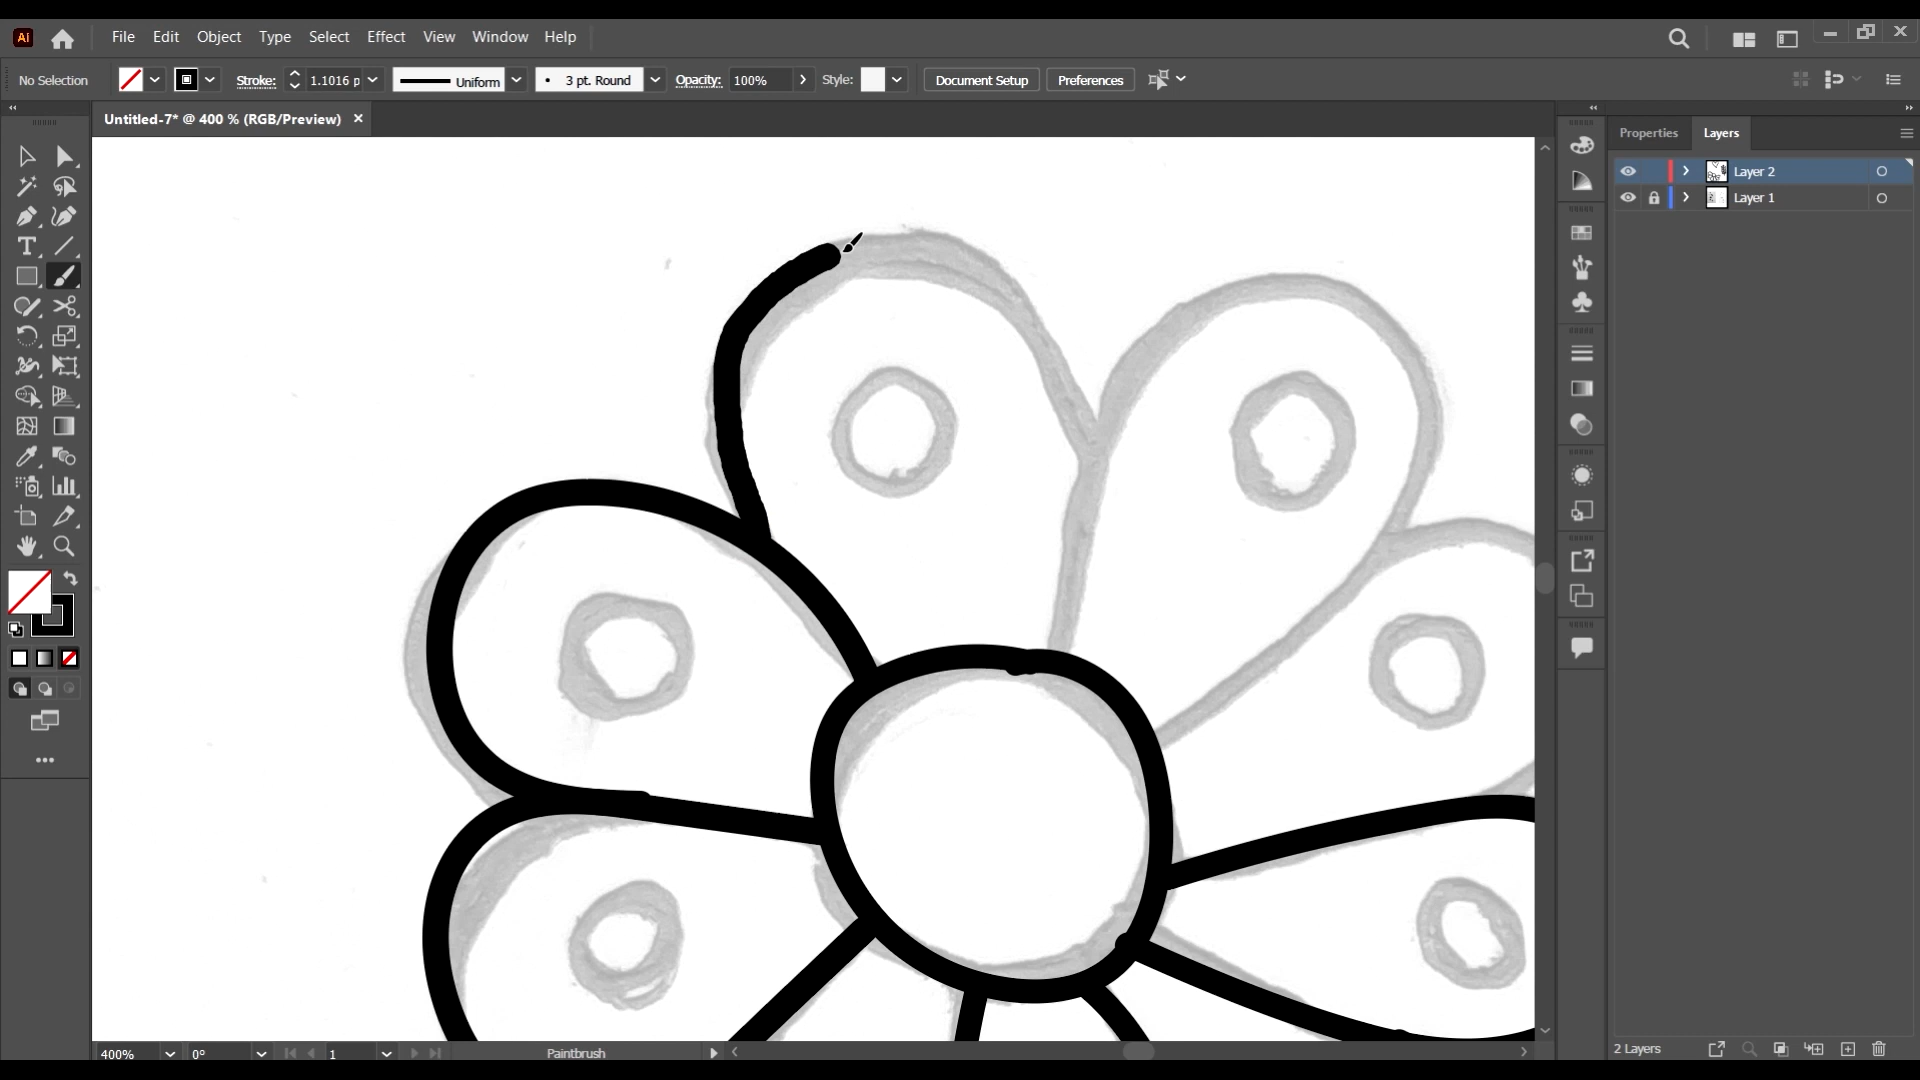 Ai File Edit Object Type Select Effect View Window Help
No Selection Stroke: 1.1016 p Uniform 3 pt. Round Opacity: 100% Style: Document Setup Preferences
Untitled-7* @ 400 % (RGB/Preview)
Properties Layers
Layer 2
Layer 1
400% 0° 1 Paintbrush
2 Layers